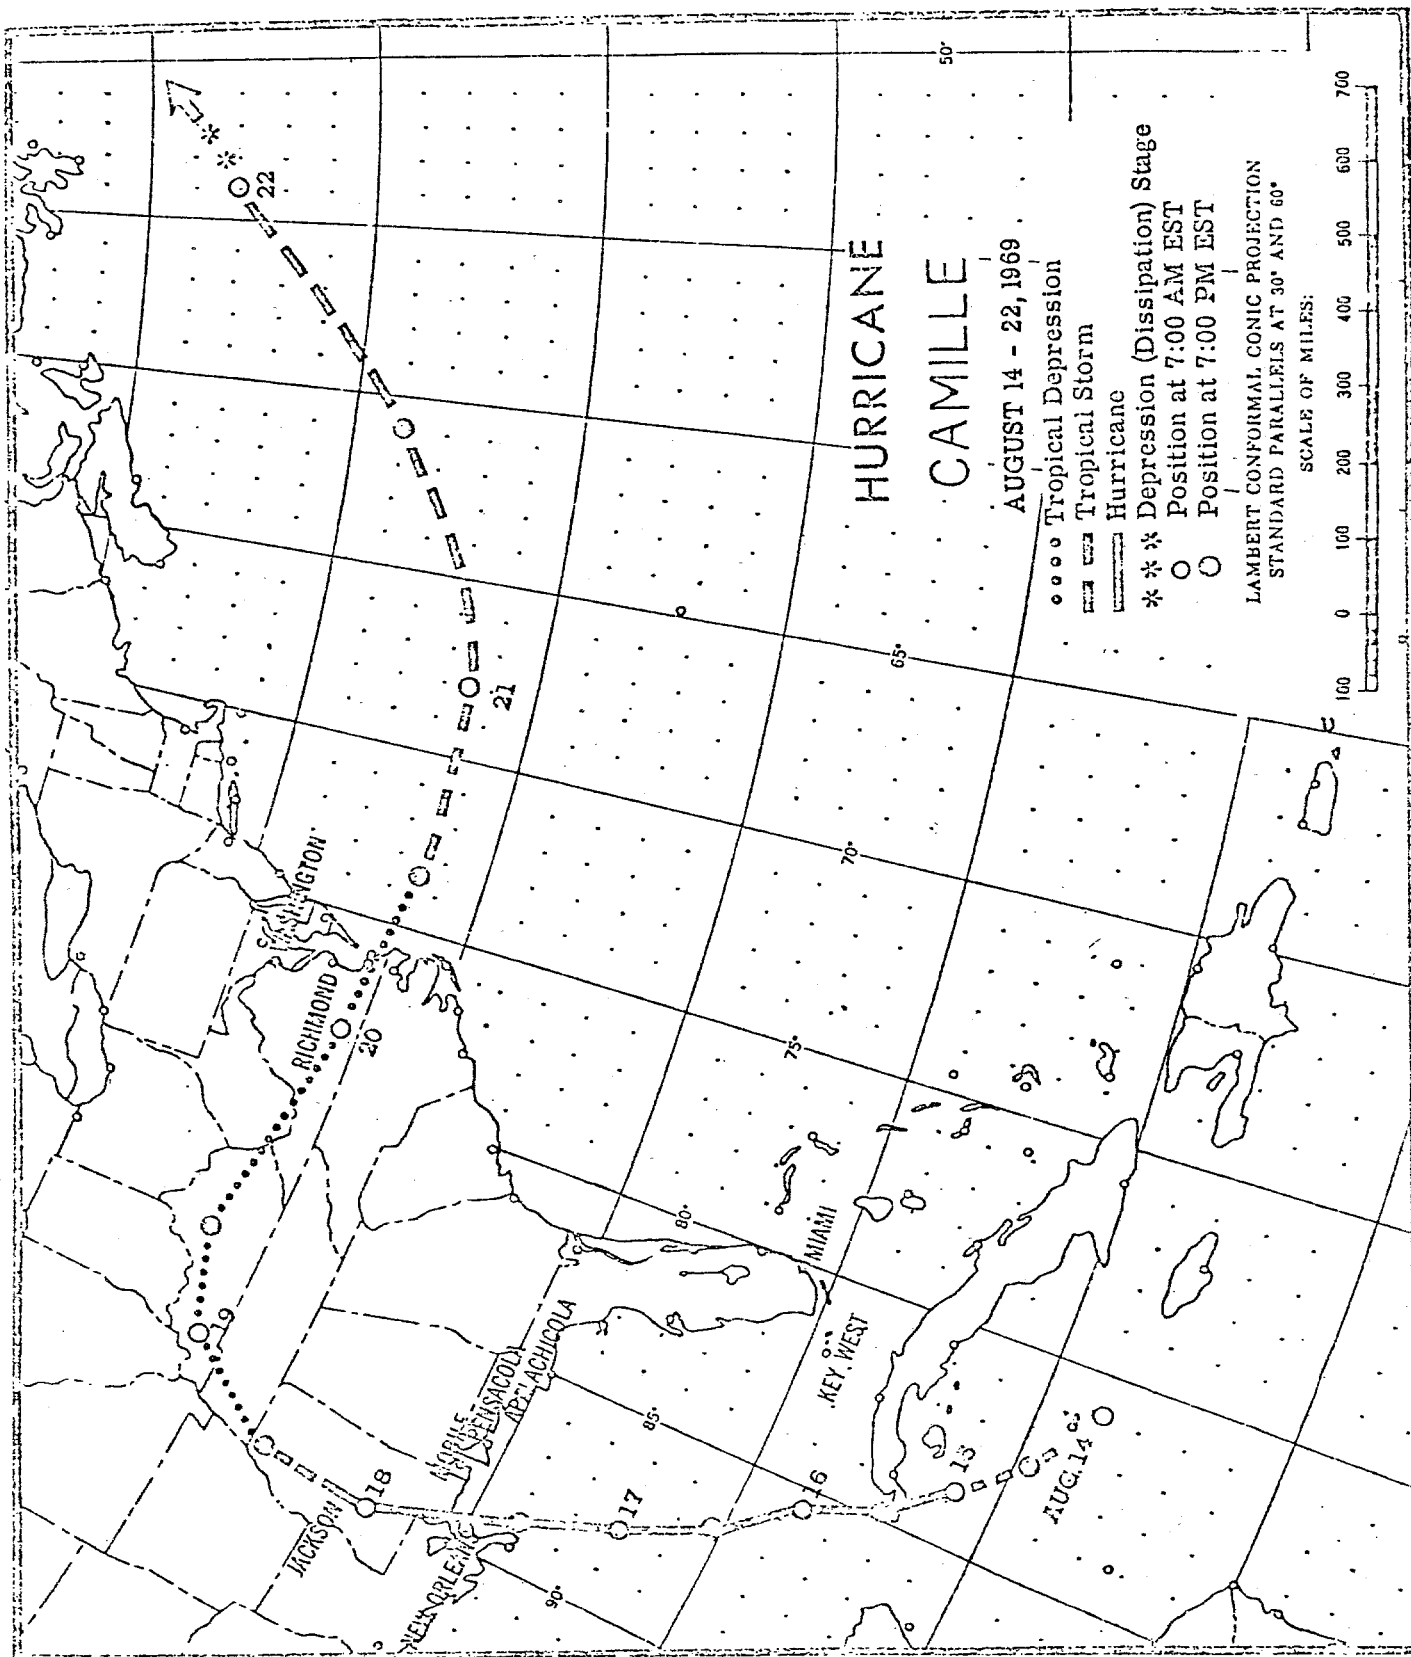 HURRICANE
CAMILLE
AUGUST 14 - 22, 1969
Tropical Depression
Tropical Storm
Hurricane
Depression (Dissipation) Stage
Position at 7:00 AM EST
Position at 7:00 PM EST
LAMBERT CONFORMAL CONIC PROJECTION
STANDARD PARALLELS AT 30° AND 60°
SCALE OF MILES:
100 0 100 200 300 400 500 600 700
50°
65°
70°
75°
80°
85°
90°
WASHINGTON
RICHMOND
MIAMI
KEY WEST
APELACHICOLA
PENSACOLA
MOBILE
NEW ORLEANS
JACKSON
AUG.14
15
16
17
18
19
20
21
22